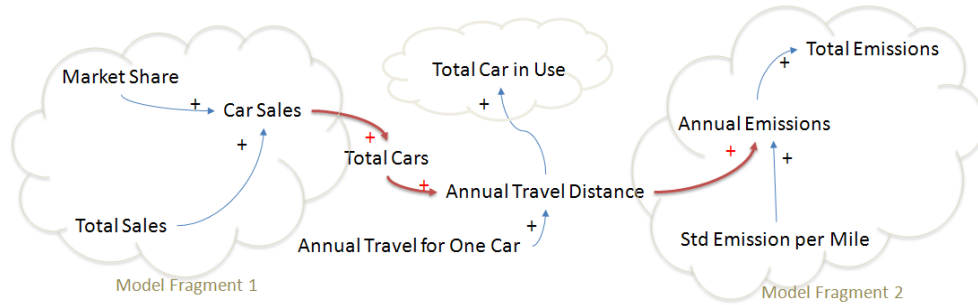 Total Emissions
Market Share
+
Total Car in Use
+
Car Sales
+
Annual Emissions
+
+
Total Cars
+
+
+
Annual Travel Distance
Total Sales
+
Annual Travel for One Car
Std Emission per Mile
Model Fragment 1
Model Fragment 2